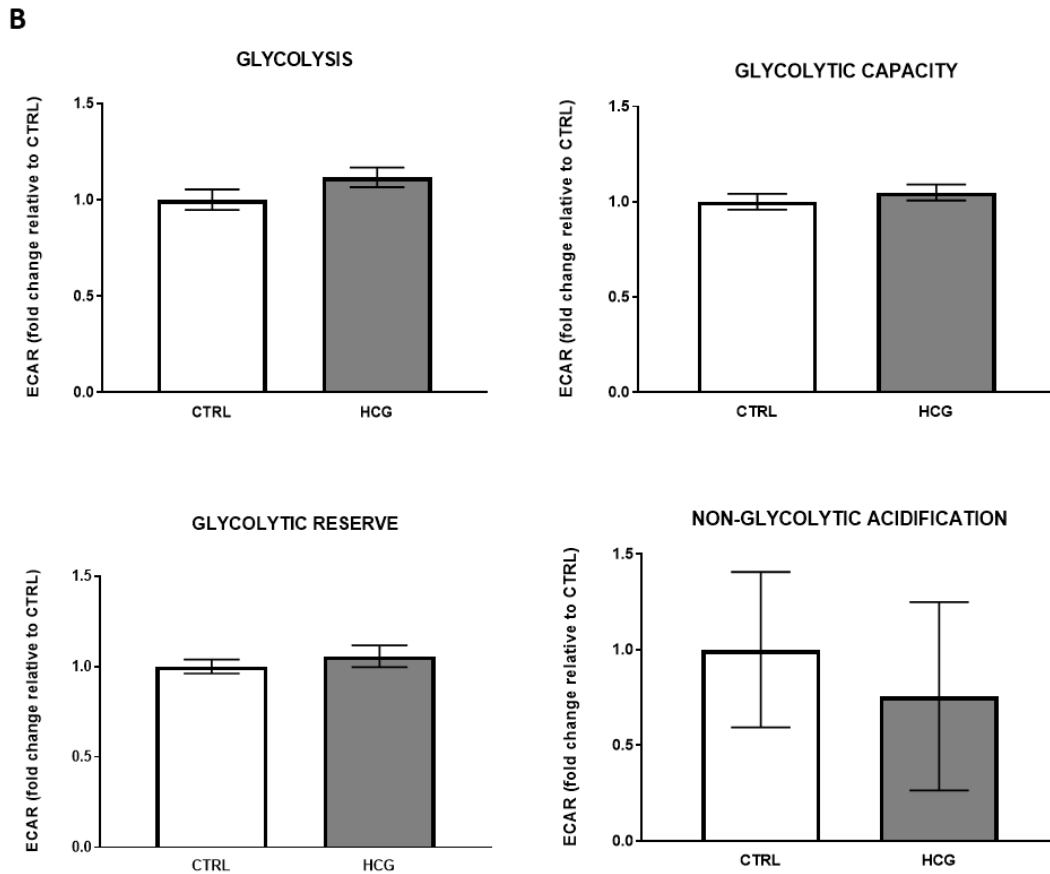 B
GLYCOLYSIS
ECAR (fold change relative to CTRL)
1.5
1.0
0.5
0.0
CTRL HCG
GLYCOLYTIC CAPACITY
ECAR (fold change relative to CTRL)
1.5
1.0
0.5
0.0
CTRL HCG
GLYCOLYTIC RESERVE
ECAR (fold change relative to CTRL)
1.5
1.0
0.5
0.0
CTRL HCG
NON-GLYCOLYTIC ACIDIFICATION
ECAR (fold change relative to CTRL)
1.5
1.0
0.5
0.0
CTRL HCG